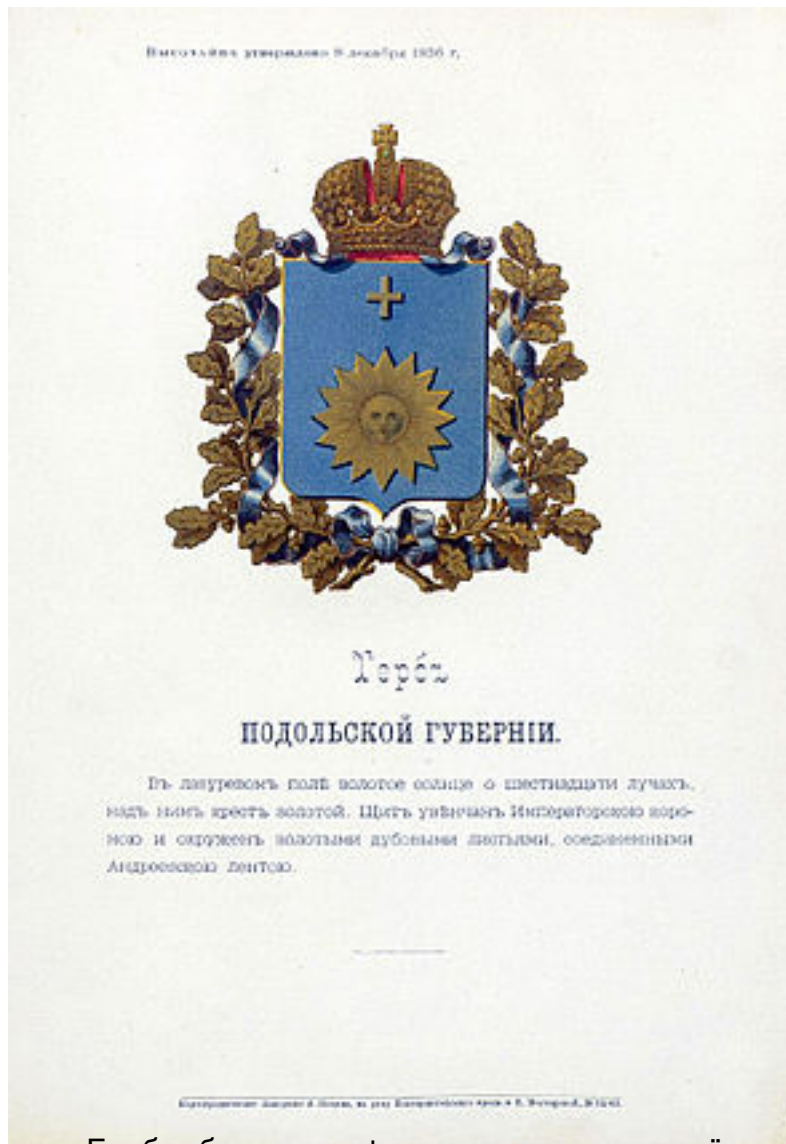 Высочайше утверждено 8 декабря 1856 г.
Гербъ
ПОДОЛЬСКОЙ ГУБЕРНІИ.
Въ лазуревомъ полѣ золотое солнце о шестнадцати лучахъ,
надъ нимъ крестъ золотой. Щитъ увѣнчанъ Императорскою коро-
ною и окруженъ золотыми дубовыми листьями, соединенными
Андреевскою лентою.